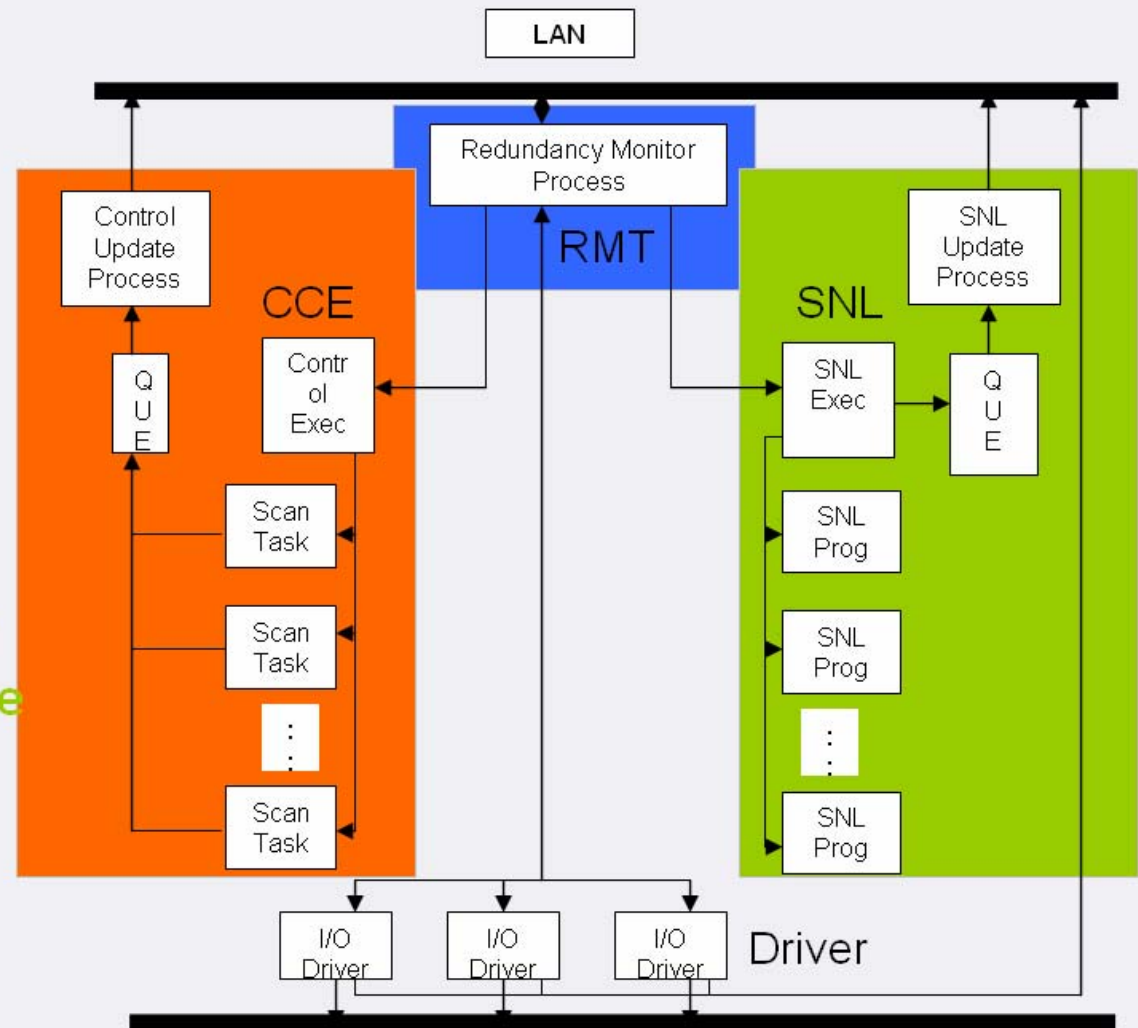 LAN
Redundancy Monitor
Process
RMT
Control
Update
Process
CCE
Q
U
E
Contr
ol
Exec
Scan
Task
Scan
Task
:
:
Scan
Task
SNL
SNL
Update
Process
SNL
Exec
Q
U
E
SNL
Prog
SNL
Prog
:
:
SNL
Prog
e
I/O
Driver
I/O
Driver
I/O
Driver
Driver